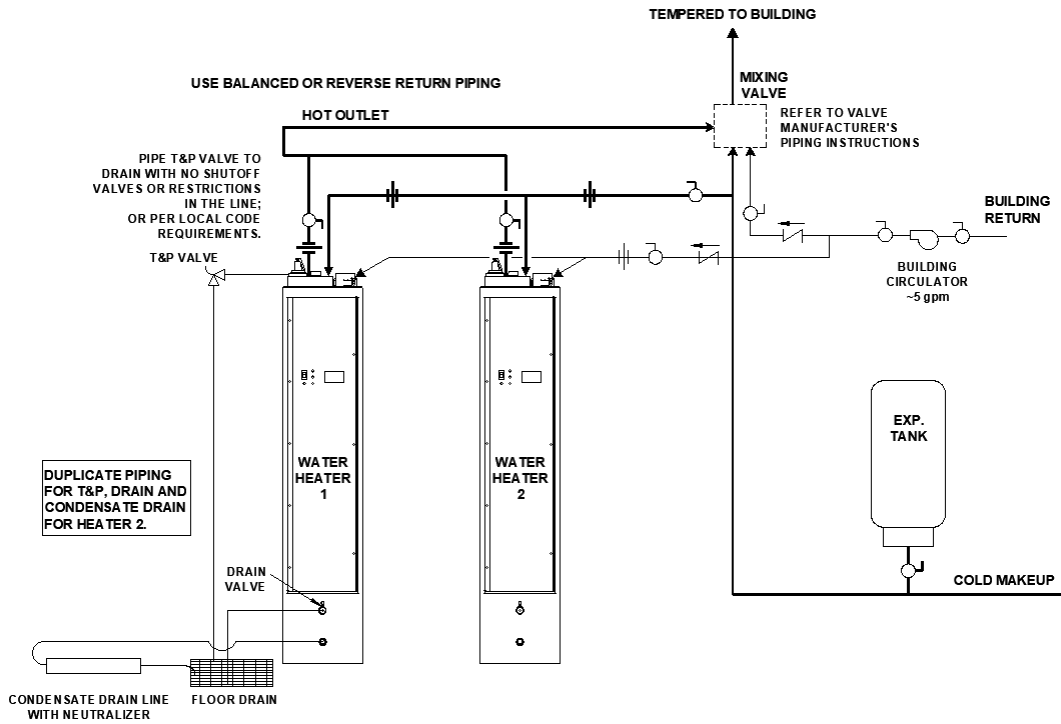 TEMPERED TO BUILDING
USE BALANCED OR REVERSE RETURN PIPING
MIXING
VALVE
HOT OUTLET
REFER TO VALVE
MANUFACTURER'S
PIPING INSTRUCTIONS
PIPE T&P VALVE TO
DRAIN WITH NO SHUTOFF
VALVES OR RESTRICTIONS
IN THE LINE;
OR PER LOCAL CODE
REQUIREMENTS.
T&P VALVE
BUILDING
RETURN
BUILDING
CIRCULATOR
~5 gpm
EXP.
TANK
WATER
HEATER
1
WATER
HEATER
2
DUPLICATE PIPING
FOR T&P, DRAIN AND
CONDENSATE DRAIN
FOR HEATER 2.
DRAIN
VALVE
COLD MAKEUP
CONDENSATE DRAIN LINE
WITH NEUTRALIZER
FLOOR DRAIN